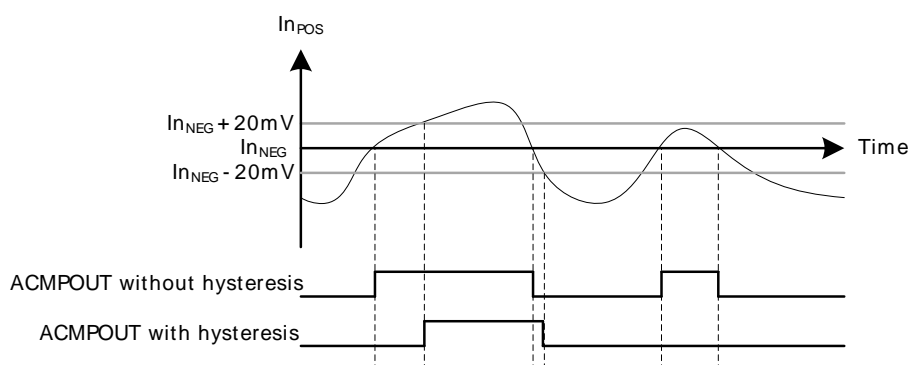 InPOS
InNEG + 20mV
InNEG
Time
InNEG - 20mV
ACMPOUT without hysteresis
ACMPOUT with hysteresis